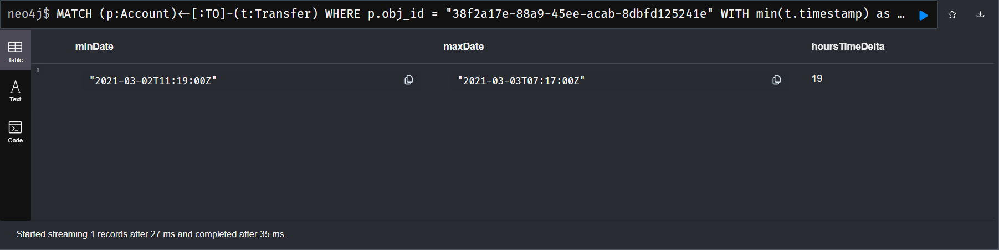 neo4j$ MATCH (p:Account)<-[:TO]-(t:Transfer) WHERE p.obj_id = "38f2a17e-88a9-45ee-acab-8dbfd125241e" WITH min(t.timestamp) as …
Table
Text
Code
minDate maxDate hoursTimeDelta
1
"2021-03-02T11:19:00Z" "2021-03-03T07:17:00Z" 19
Started streaming 1 records after 27 ms and completed after 35 ms.